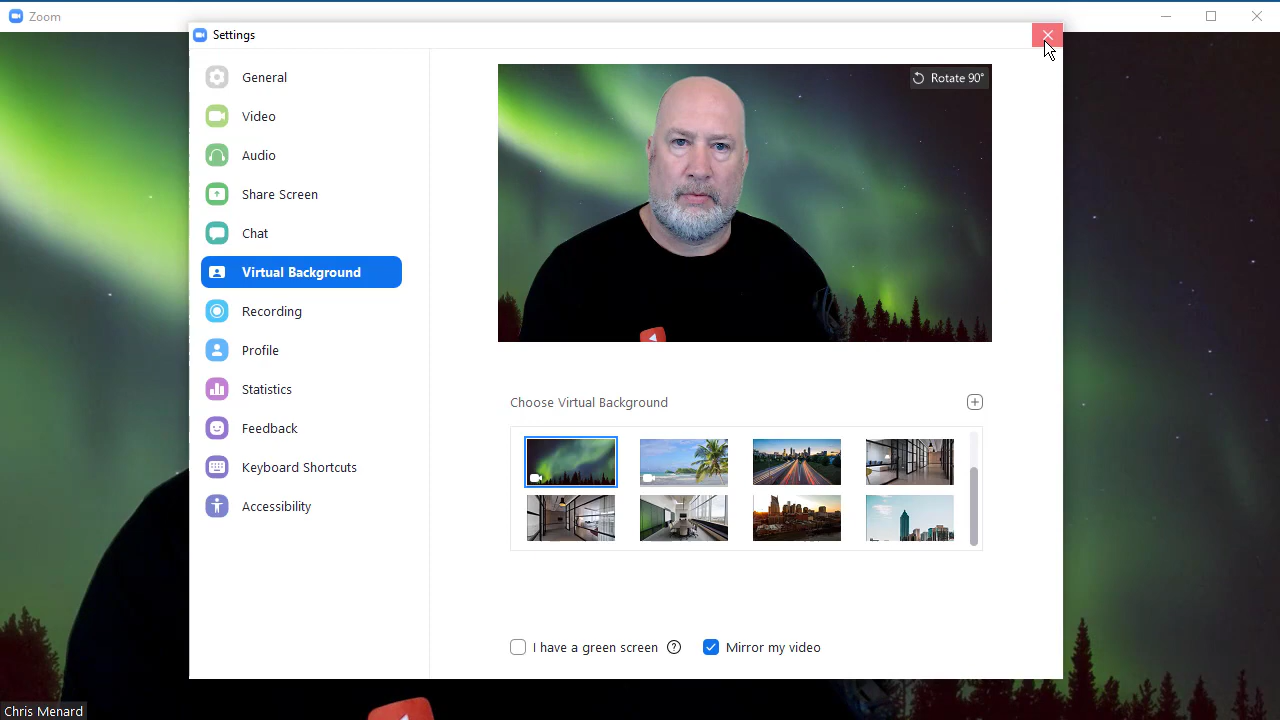 Zoom
Settings
General
Video
Audio
Share Screen
Chat
Virtual Background
Recording
Profile
Statistics
Feedback
Keyboard Shortcuts
Accessibility
Rotate 90°
Choose Virtual Background
I have a green screen
Mirror my video
Chris Menard